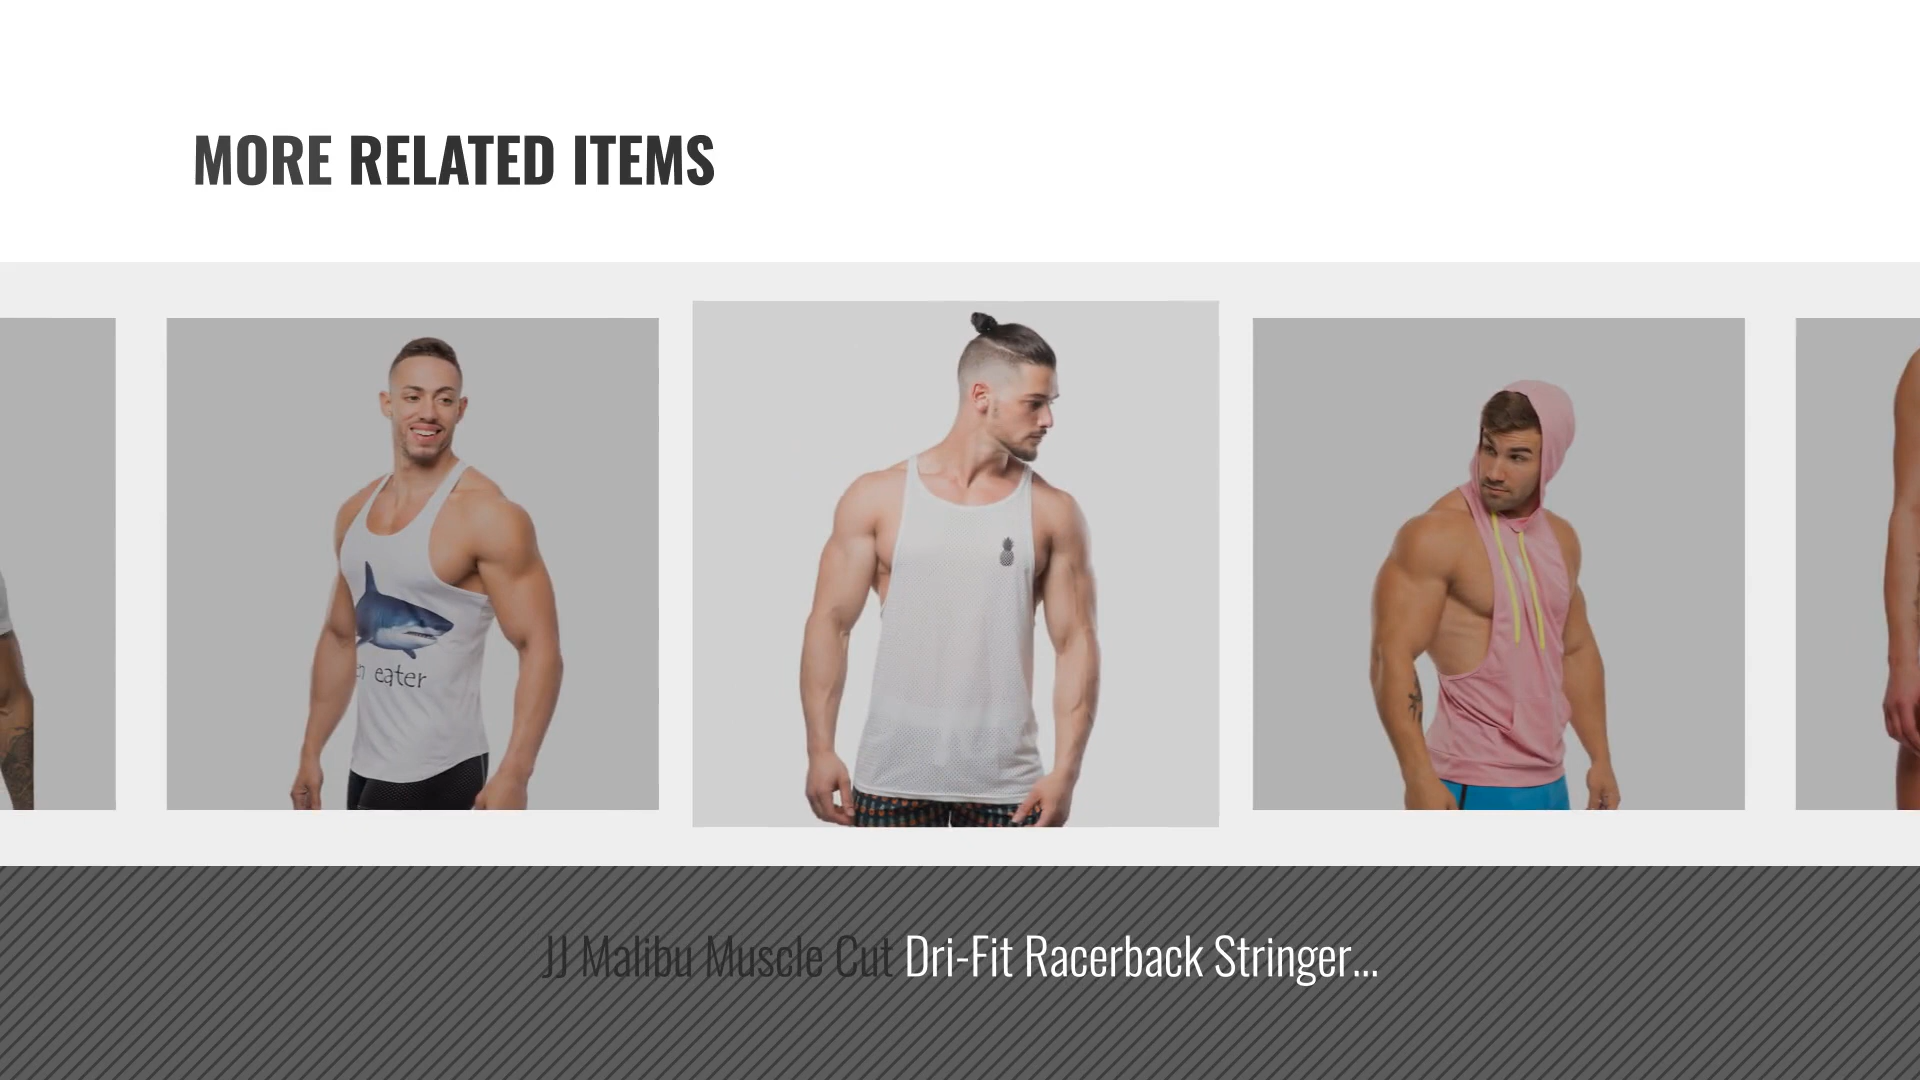 MORE RELATED ITEMS
eater
JJ Malibu Muscle Cut Dri-Fit Racerback Stringer...